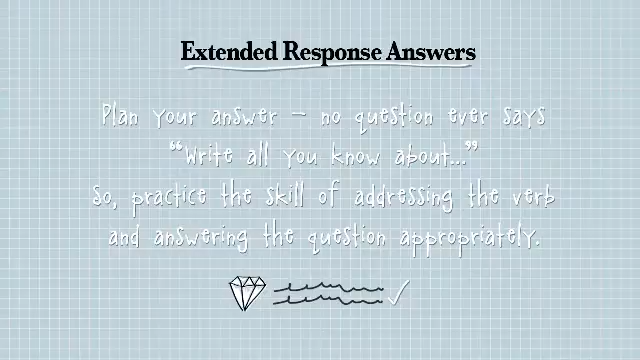 Extended Response Answers
Plan your answer – no question ever says
“Write all you know about...”
So, practice the skill of addressing the verb
and answering the question appropriately.